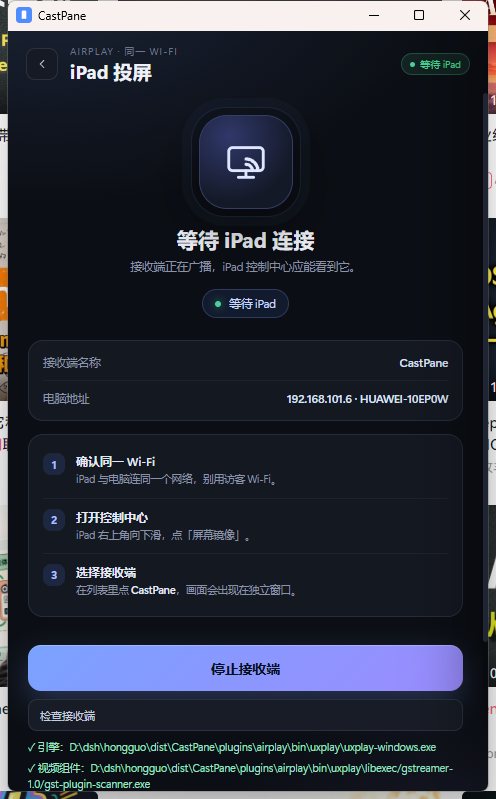 CastPane
AIRPLAY · 同一 WI-FI
iPad 投屏
等待 iPad
等待 iPad 连接
接收端正在广播，iPad 控制中心应能看到它。
等待 iPad
接收端名称
CastPane
电脑地址
192.168.101.6 · HUAWEI-10EP0W
1
确认同一 Wi-Fi
iPad 与电脑连同一个网络，别用访客 Wi-Fi。
2
打开控制中心
iPad 右上角向下滑，点「屏幕镜像」。
3
选择接收端
在列表里点 CastPane，画面会出现在独立窗口。
停止接收端
检查接收端
✓ 引擎：D:\dsh\hongguo\dist\CastPane\plugins\airplay\bin\uxplay\uxplay-windows.exe
✓ 视频组件：D:\dsh\hongguo\dist\CastPane\plugins\airplay\bin\uxplay\libexec/gstreamer-
1.0/gst-plugin-scanner.exe